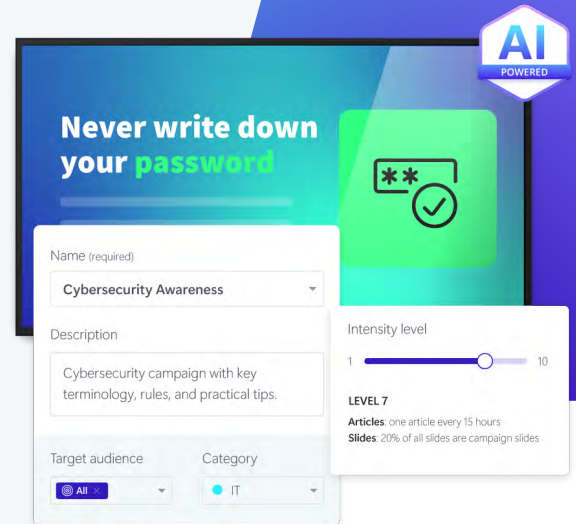 AI
POWERED
Never write down
your password
**
Name (required)
Cybersecurity Awareness
Description
Cybersecurity campaign with key
terminology, rules, and practical tips.
Target audience
Category
All ×
IT
Intensity level
1
10
LEVEL 7
Articles: one article every 15 hours
Slides: 20% of all slides are campaign slides